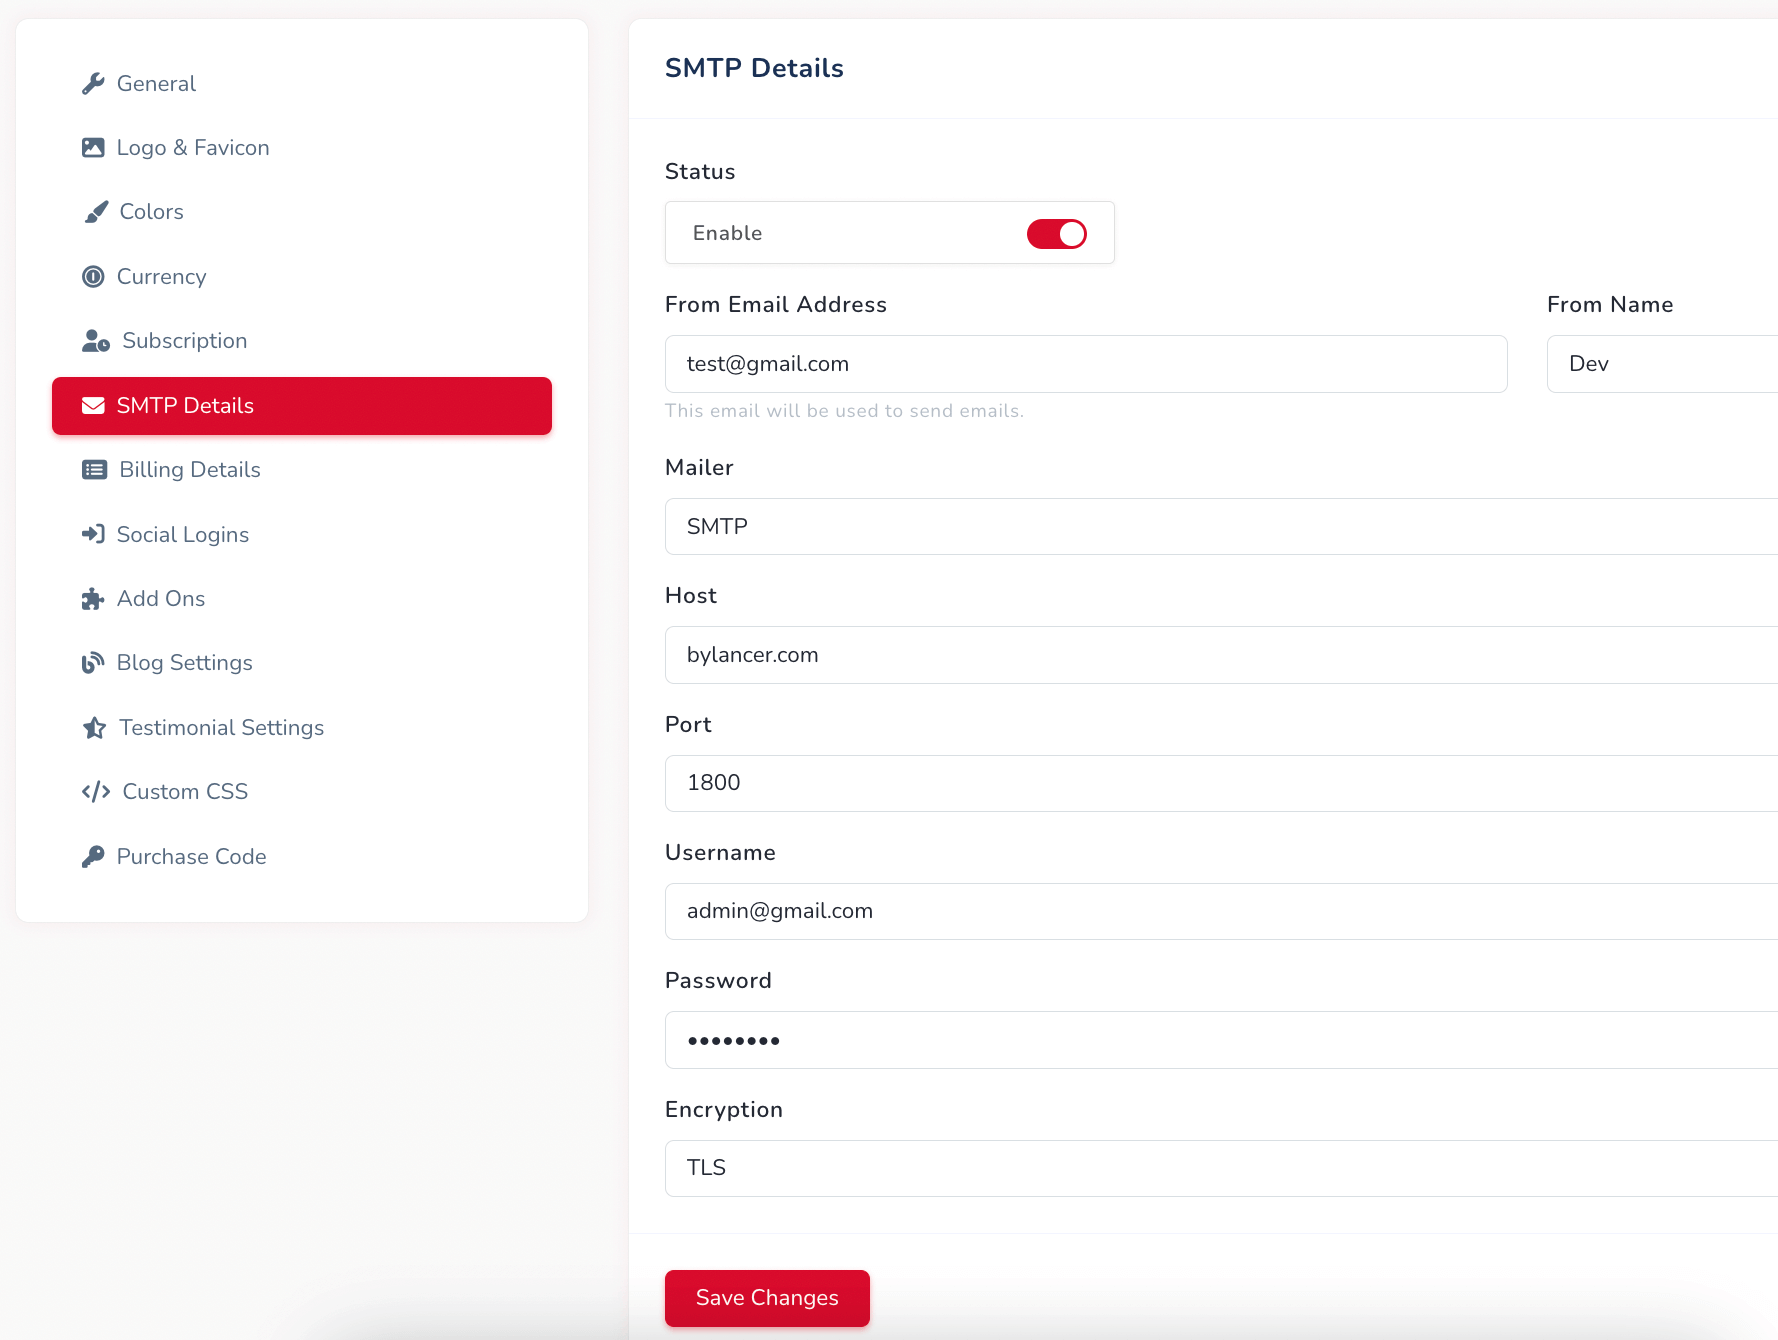 General
Logo & Favicon
Colors
Currency
Subscription
SMTP Details
Billing Details
Social Logins
Add Ons
Blog Settings
Testimonial Settings
Custom CSS
Purchase Code
SMTP Details
Status
Enable
From Email Address
From Name
test@gmail.com
Dev
This email will be used to send emails.
Mailer
SMTP
Host
bylancer.com
Port
1800
Username
admin@gmail.com
Password
••••••••
Encryption
TLS
Save Changes